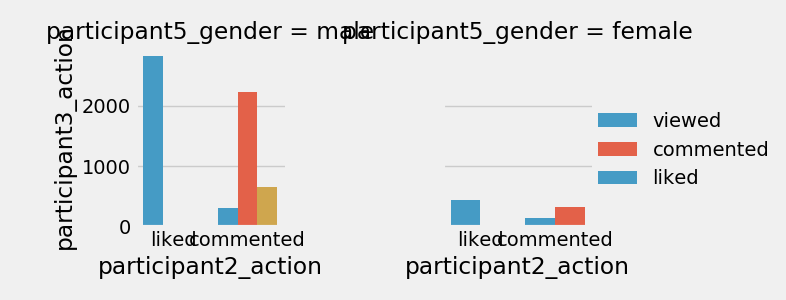 participant5_gender = male
participant5_gender = female
participant3_action
2000
1000
0
liked
commented
liked
commented
participant2_action
participant2_action
viewed
commented
liked